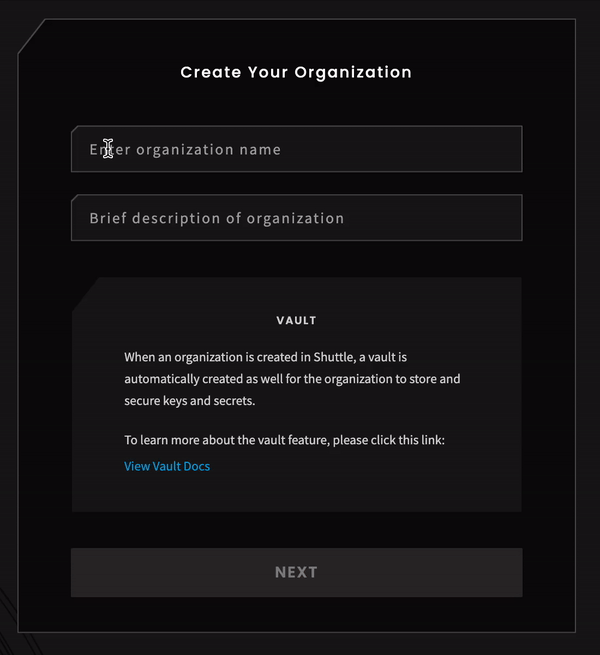 Create Your Organization
Enter organization name
Brief description of organization
VAULT
When an organization is created in Shuttle, a vault is
automatically created as well for the organization to store and
secure keys and secrets.
To learn more about the vault feature, please click this link:
View Vault Docs
NEXT